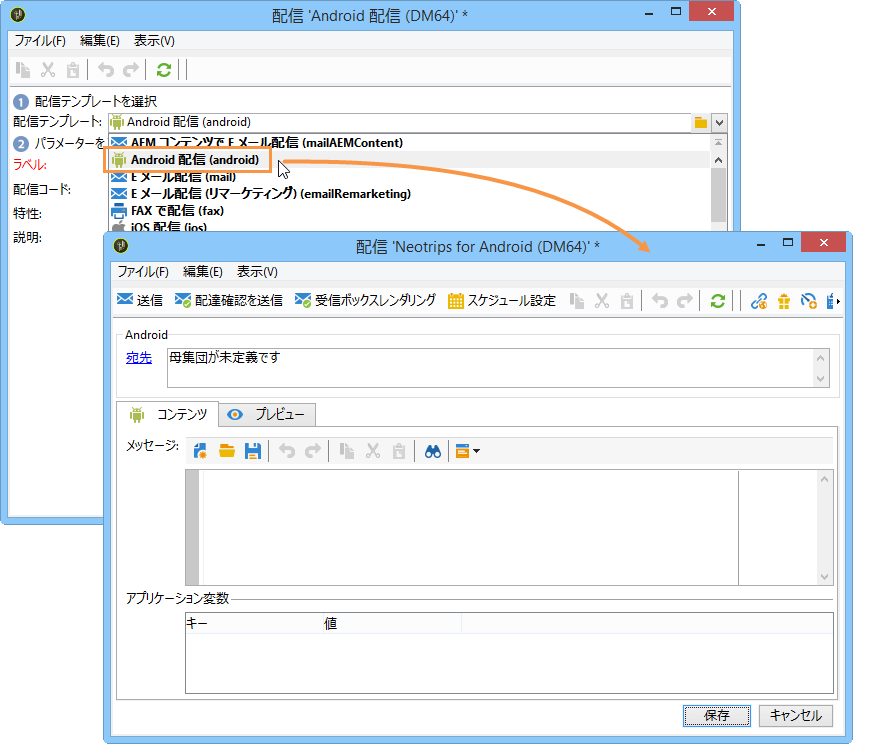 配信 'Android 配信 (DM64)' *
ファイル(F) 編集(E) 表示(V)
1 配信テンプレートを選択
配信テンプレート: Android 配信 (android)
2 パラメーターを
AEM コンテンツで E メール配信 (mailAEMContent)
Android 配信 (android)
ラベル:
E メール配信 (mail)
配信コード:
E メール配信 (リマーケティング) (emailRemarketing)
特性:
FAX で配信 (fax)
iOS 配信 (ios)
説明:
配信 'Neotrips for Android (DM64)' *
ファイル(F) 編集(E) 表示(V)
送信 配達確認を送信 受信ボックスレンダリング スケジュール設定
Android
宛先 母集団が未定義です
コンテンツ プレビュー
メッセージ:
アプリケーション変数
キー 値
保存 キャンセル